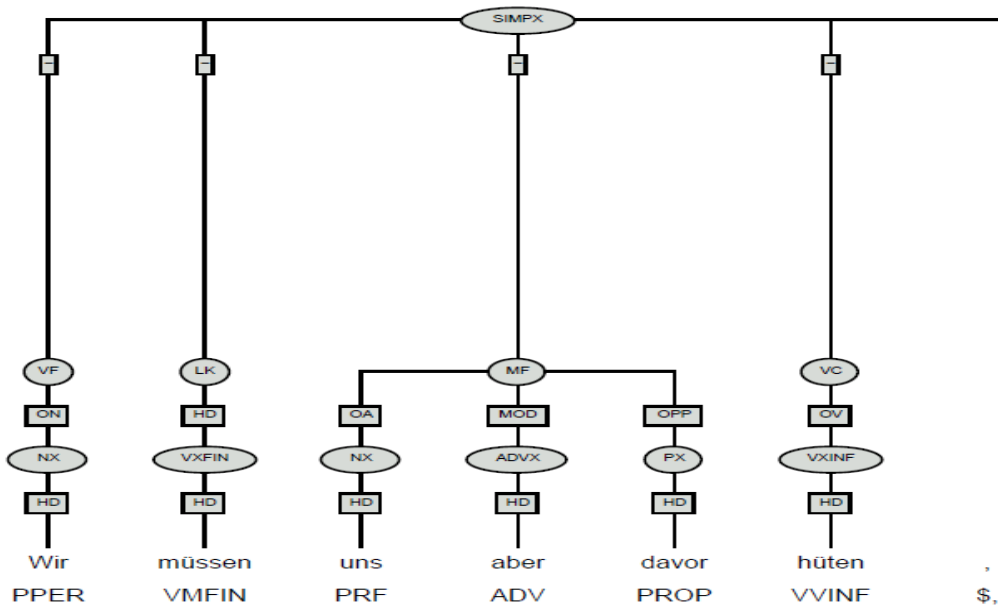 SIMPX
– – – –
VF LK MF VC
ON HD OA MOD OPP OV
NX VXFIN NX ADVX PX VXINF
HD HD HD HD HD HD
Wir müssen uns aber davor hüten ,
PPER VMFIN PRF ADV PROP VVINF $,